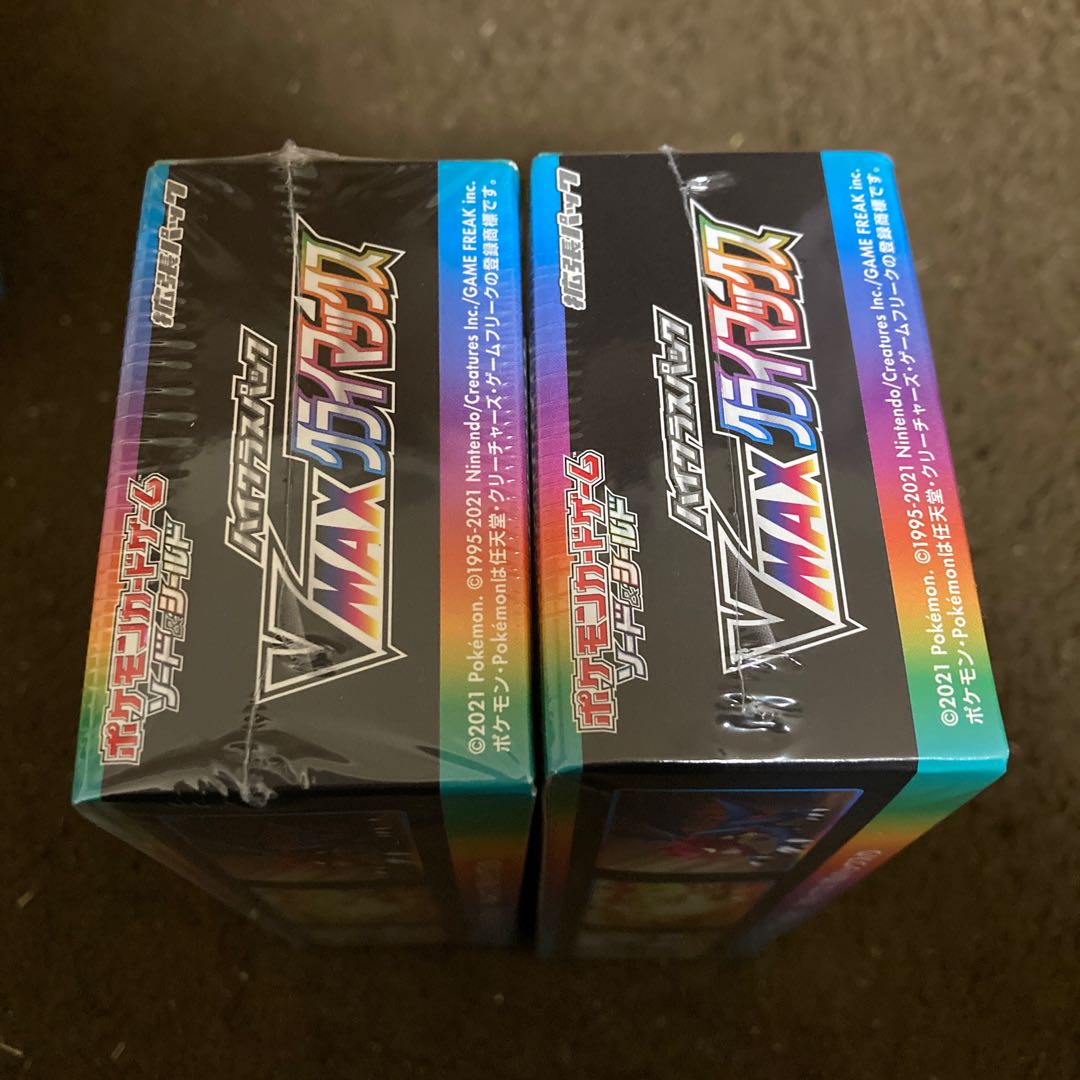 拡張パック
ポケモンカードゲーム
ソード&シールド
ハイクラスパック
VMAXクライマックス
©2021 Pokémon. ©1995-2021 Nintendo/Creatures Inc./GAME FREAK inc.
ポケモン・Pokémonは任天堂・クリーチャーズ・ゲームフリークの登録商標です。
拡張パック
ポケモンカードゲーム
ソード&シールド
ハイクラスパック
VMAXクライマックス
©2021 Pokémon. ©1995-2021 Nintendo/Creatures Inc./GAME FREAK inc.
ポケモン・Pokémonは任天堂・クリーチャーズ・ゲームフリークの登録商標です。